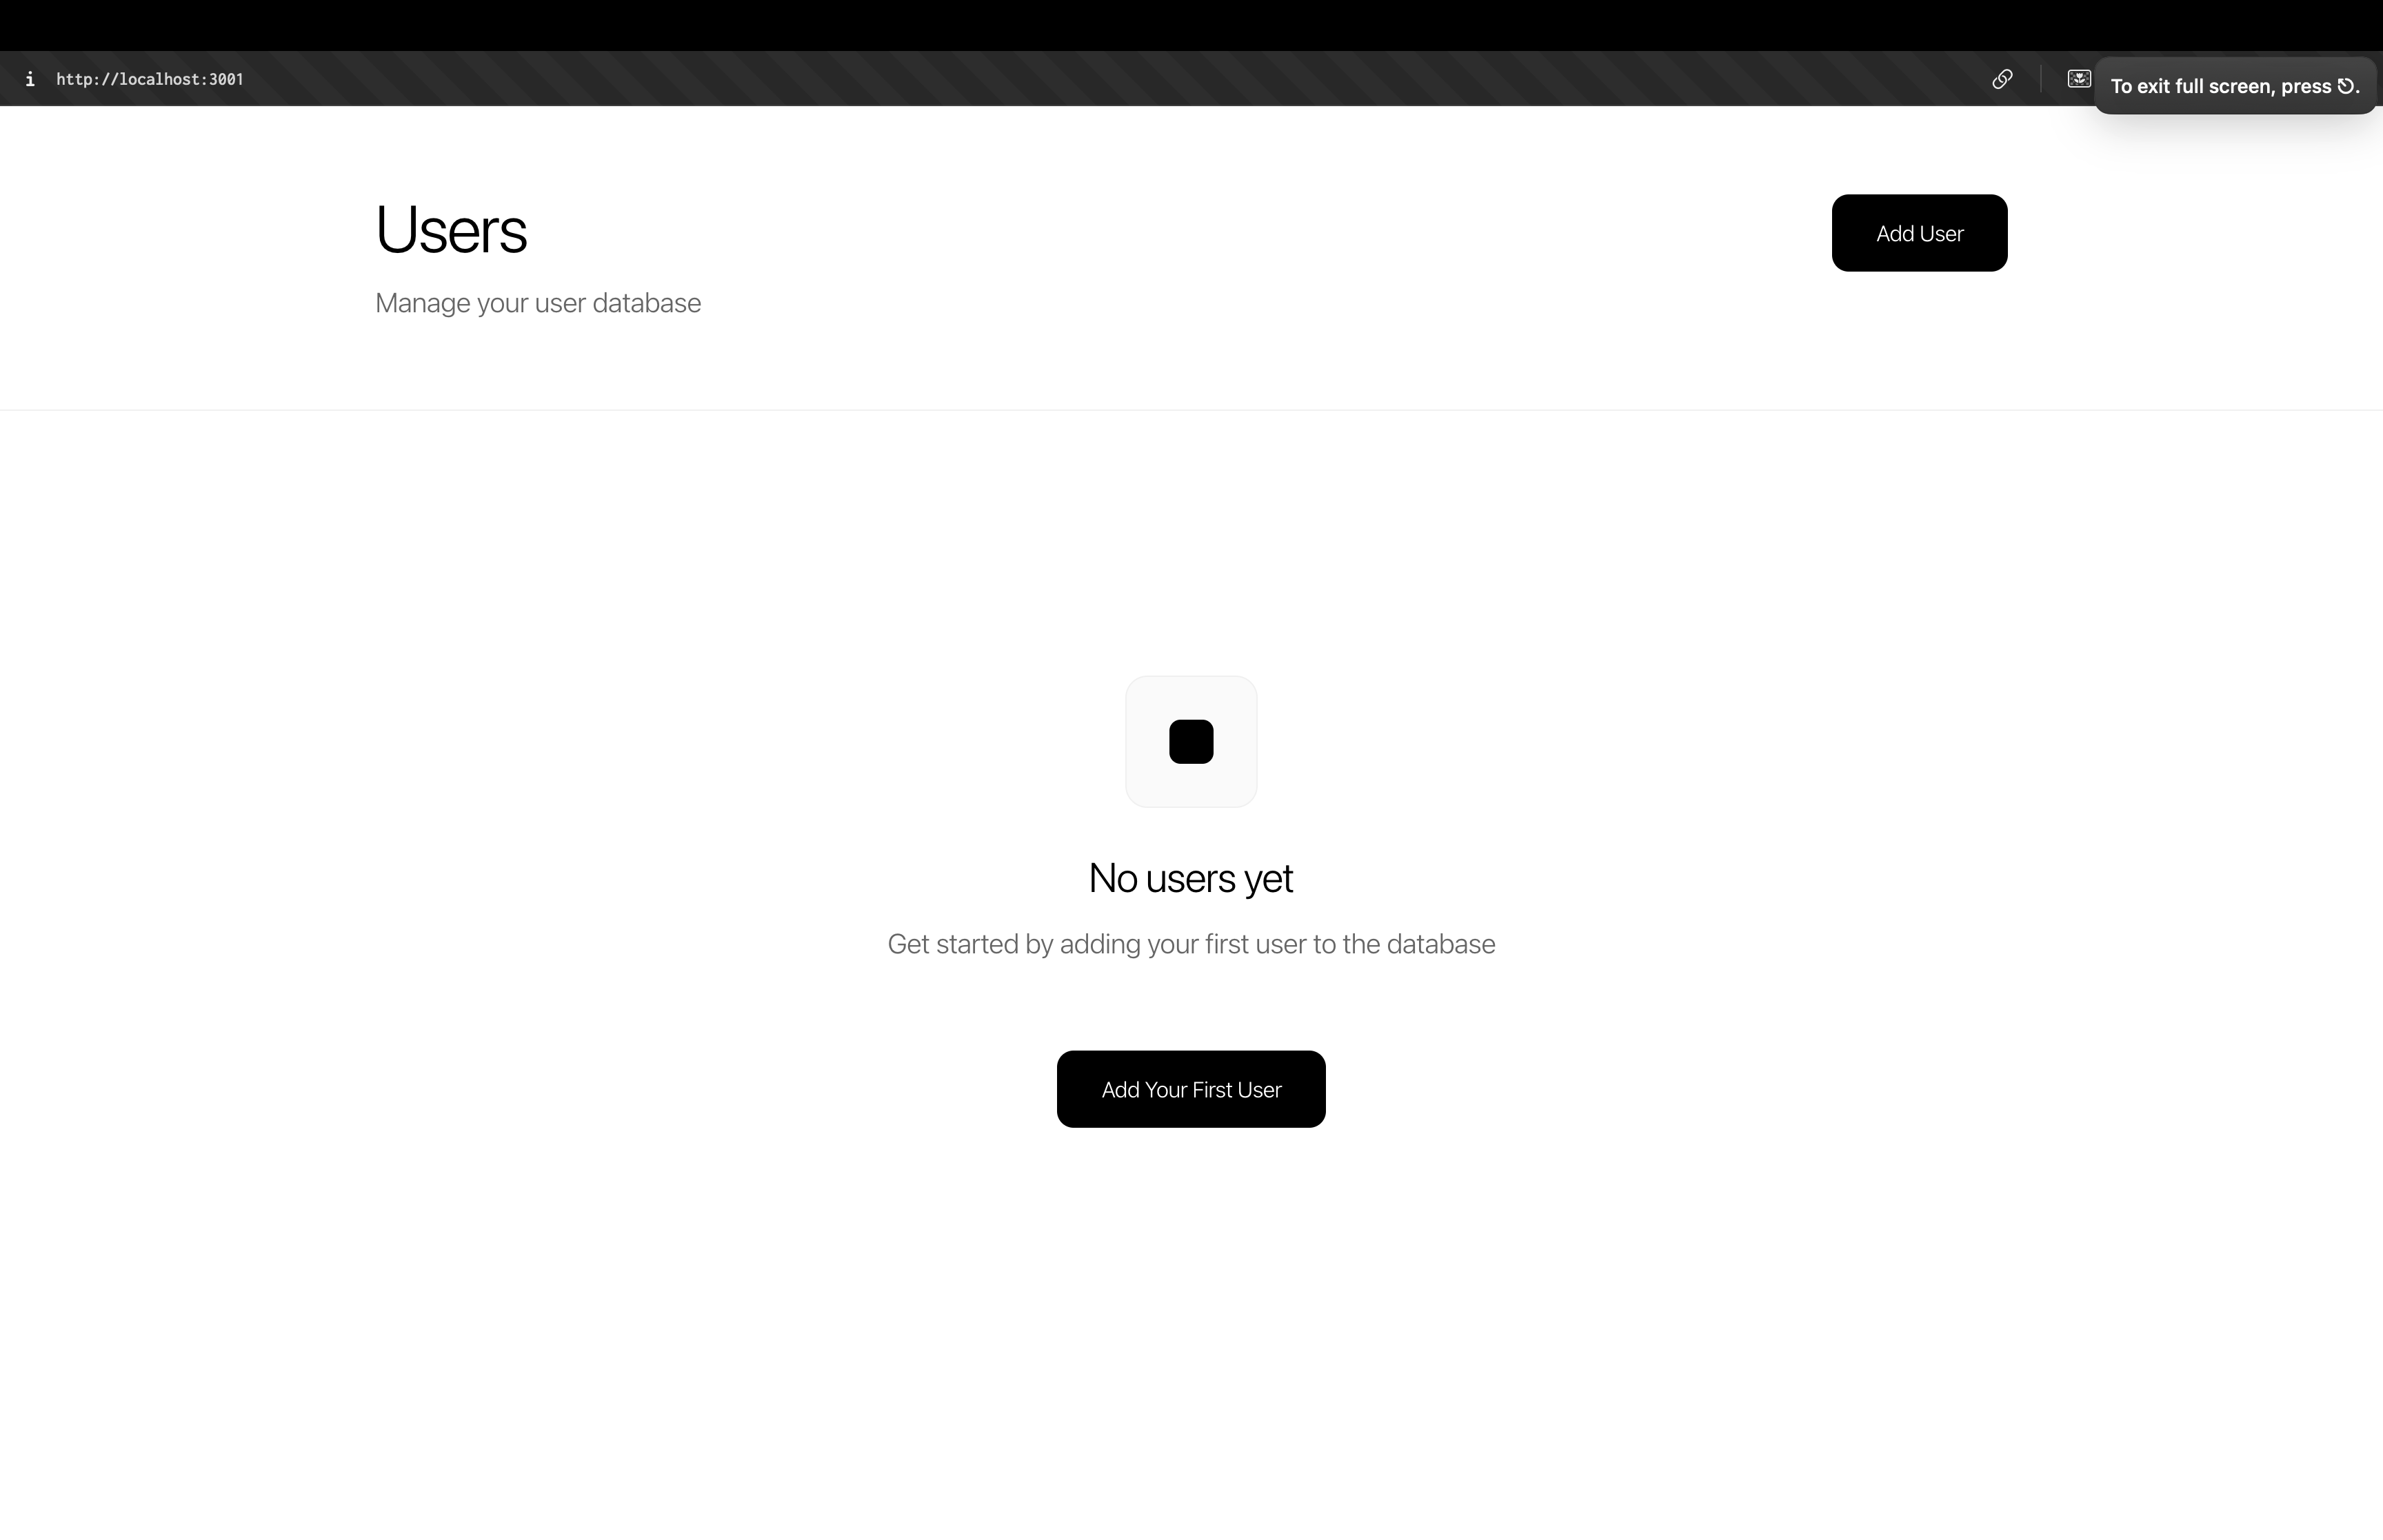 http://localhost:3001
To exit full screen, press ⎋.
Users
Add User
Manage your user database
No users yet
Get started by adding your first user to the database
Add Your First User